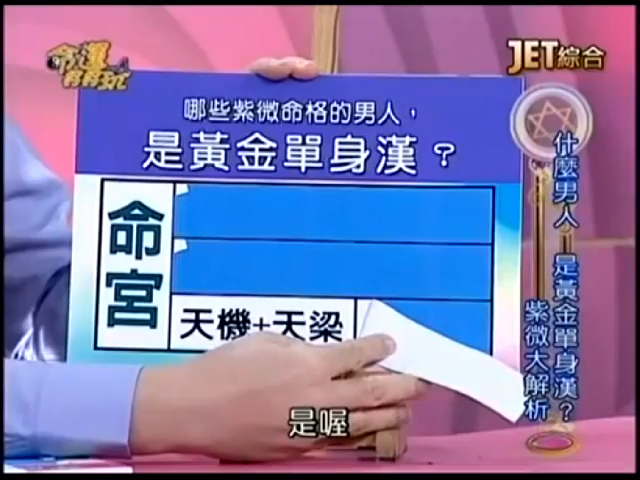 命運好好玩
JET綜合
哪些紫微命格的男人，
是黃金單身漢？
命宮
天機+天梁
什麼男人 是黃金單身漢？
紫微大解析
是喔